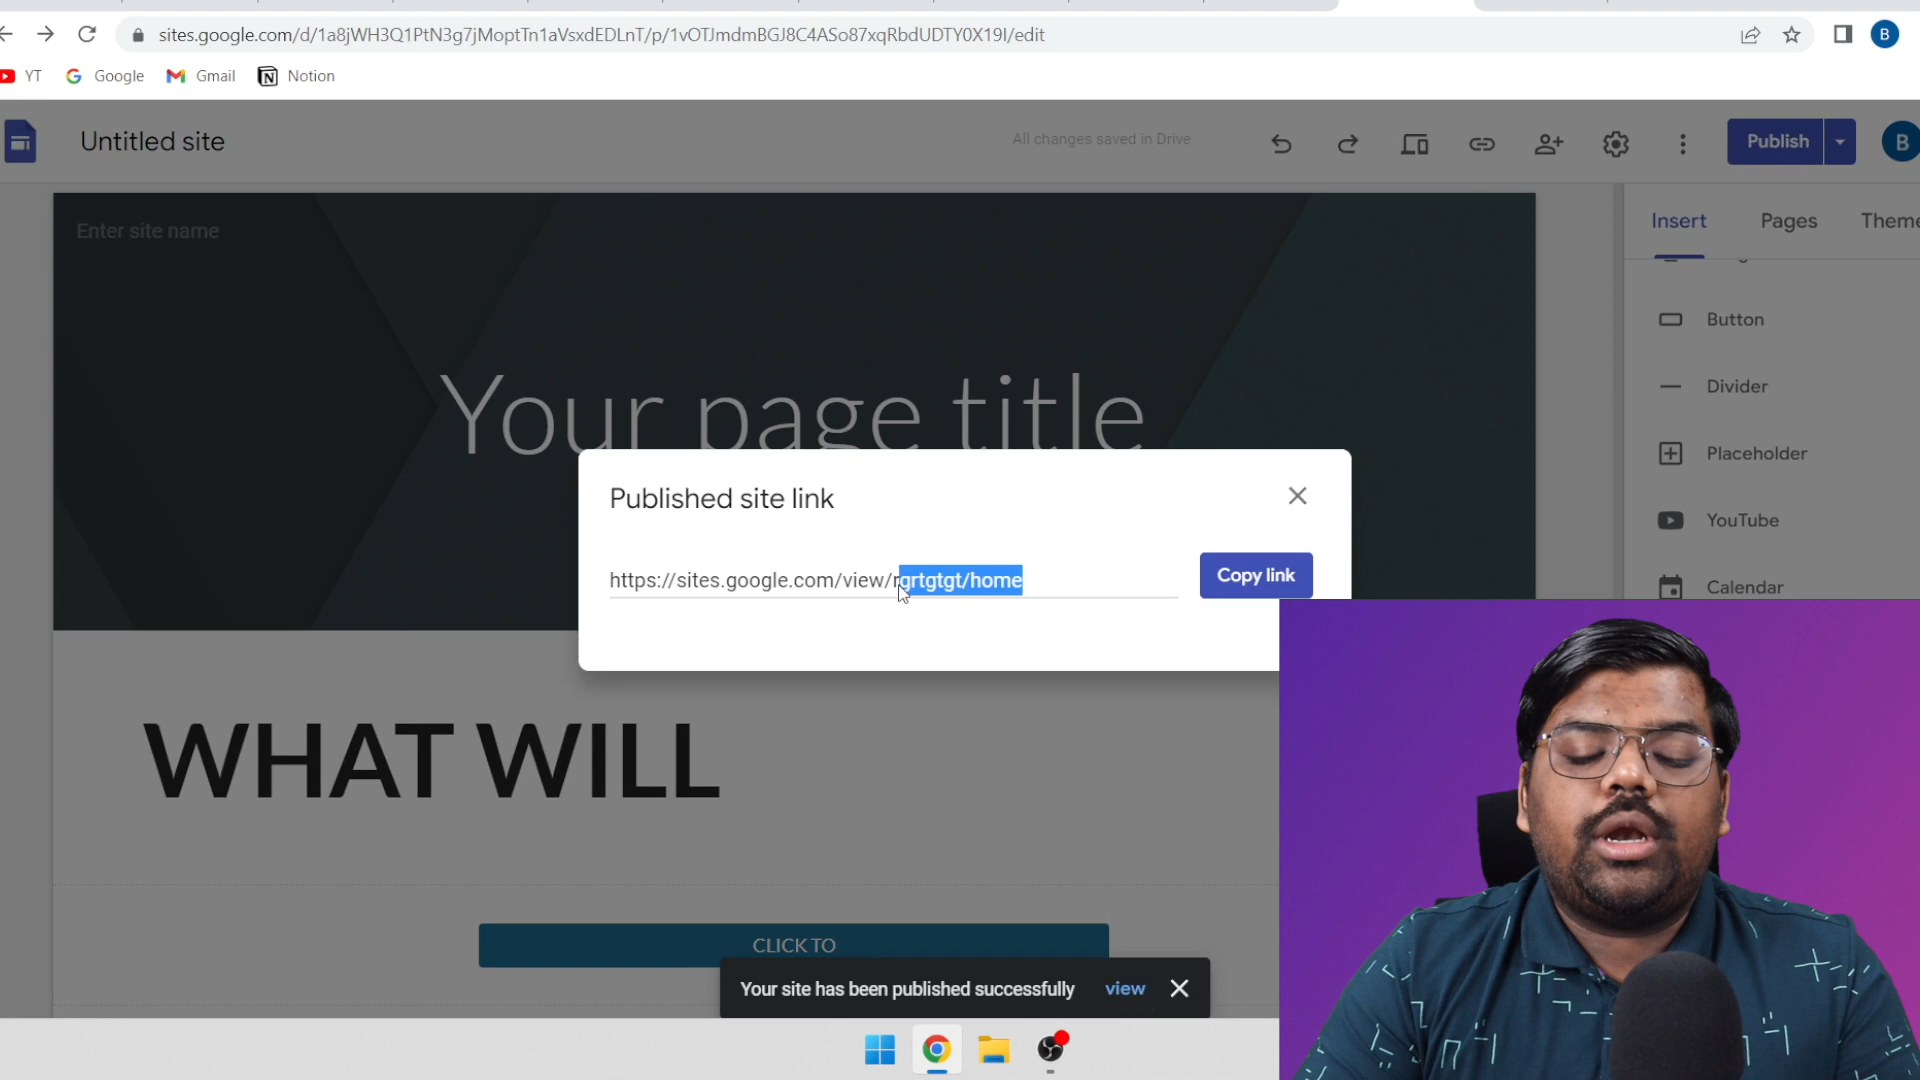 sites.google.com/d/1a8jWH3Q1PtN3g7jMoptTn1aVsxdEDLnT/p/1vOTJmdmBGJ8C4ASo87xqRbdUDTY0X19I/edit
B
YT
Google
Gmail
Notion
Untitled site
All changes saved in Drive
Publish
B
Enter site name
Insert
Pages
Theme
Your page title
Button
Divider
Placeholder
YouTube
Calendar
Published site link
https://sites.google.com/view/rgrtgtgt/home
Copy link
WHAT WILL
CLICK TO
Your site has been published successfully
view